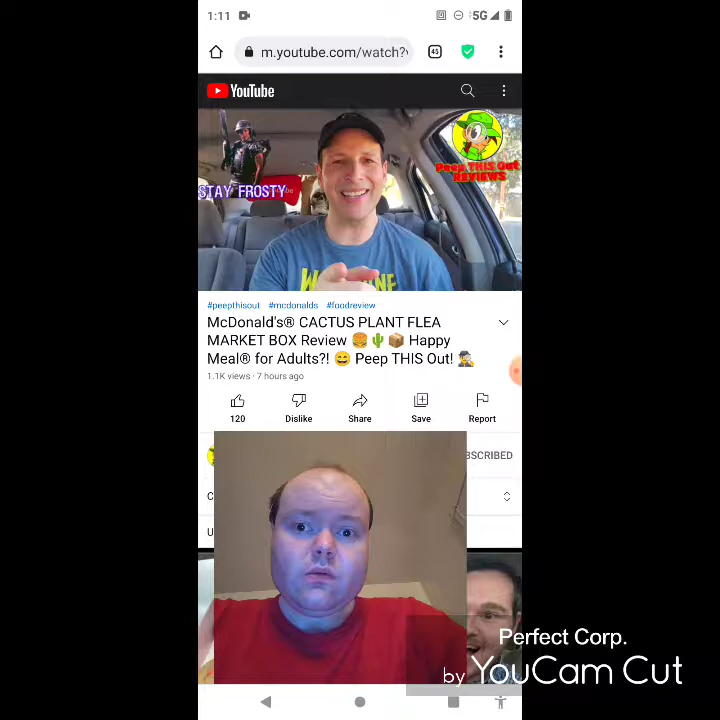 1:11 5G
m.youtube.com/watch?v 45
YouTube
STAY FROSTY
Peep THIS Out
REVIEWS
#peepthisout #mcdonalds #foodreview
McDonald's® CACTUS PLANT FLEA
MARKET BOX Review 🍔🌵📦 Happy
Meal® for Adults?! 😄 Peep THIS Out! 🕵️
1.1K views · 7 hours ago
120 Dislike Share Save Report
Perfect Corp.
by YouCam Cut